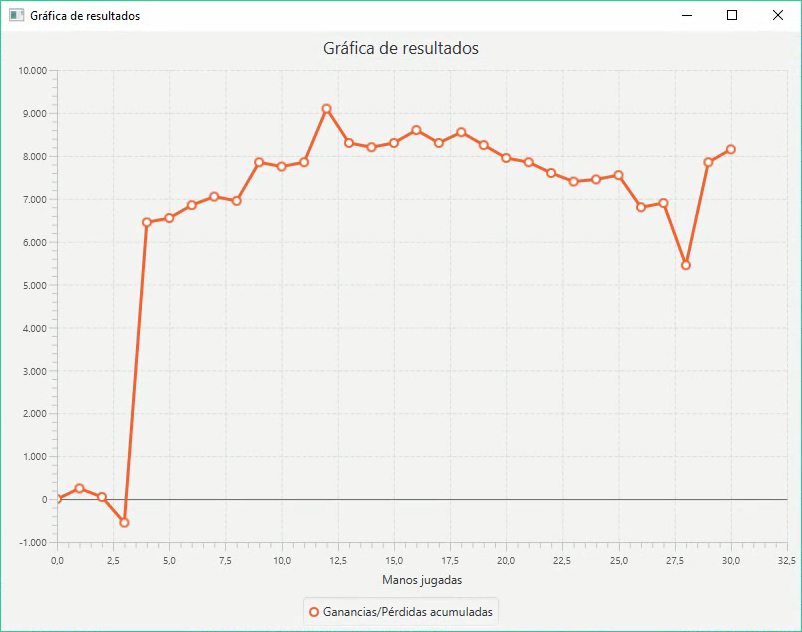 Gráfica de resultados
Gráfica de resultados
10.000
9.000
8.000
7.000
6.000
5.000
4.000
3.000
2.000
1.000
0
-1.000
0,0 2,5 5,0 7,5 10,0 12,5 15,0 17,5 20,0 22,5 25,0 27,5 30,0 32,5
Manos jugadas
Ganancias/Pérdidas acumuladas